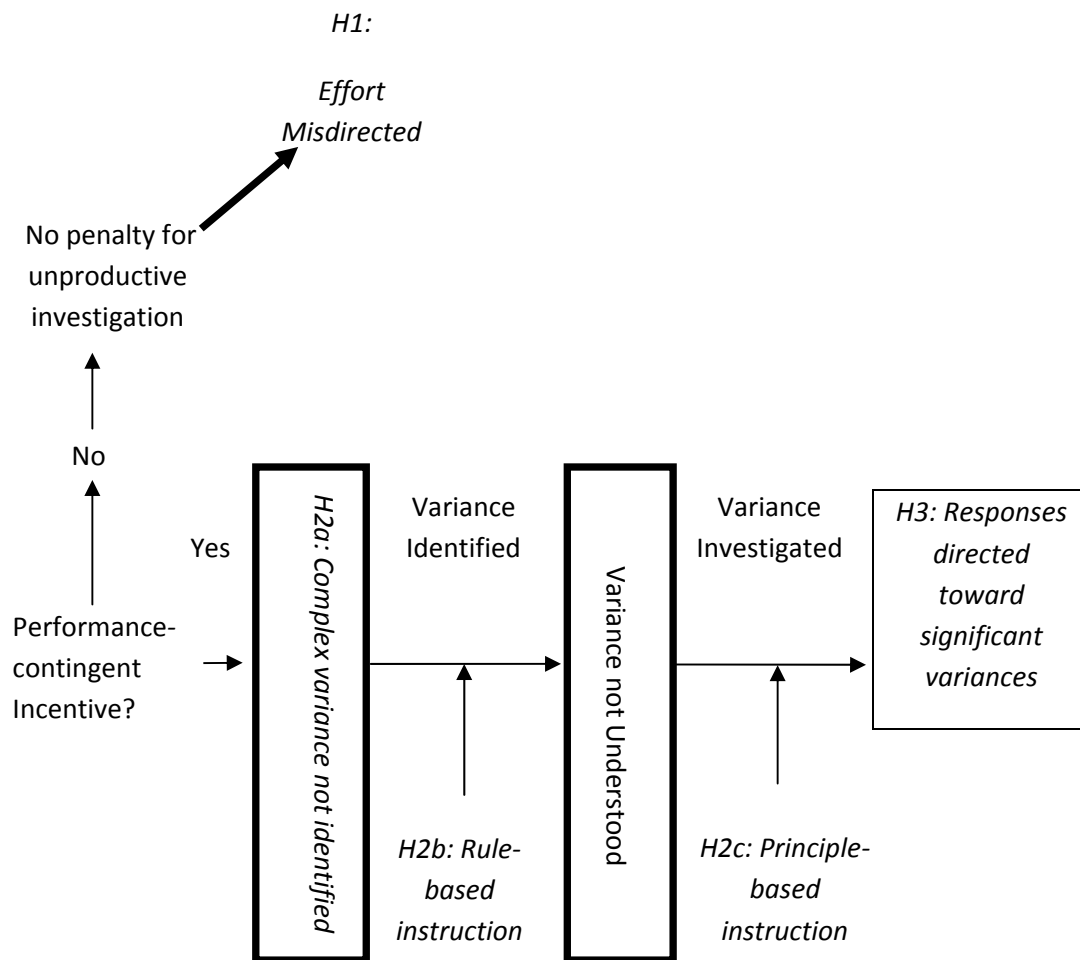 H1:
Effort
Misdirected
No penalty for
unproductive
investigation
No
Yes
Performance-
contingent
Incentive?
H2a: Complex variance not identified
Variance
Identified
H2b: Rule-
based
instruction
Variance not Understood
Variance
Investigated
H2c: Principle-
based
instruction
H3: Responses
directed
toward
significant
variances